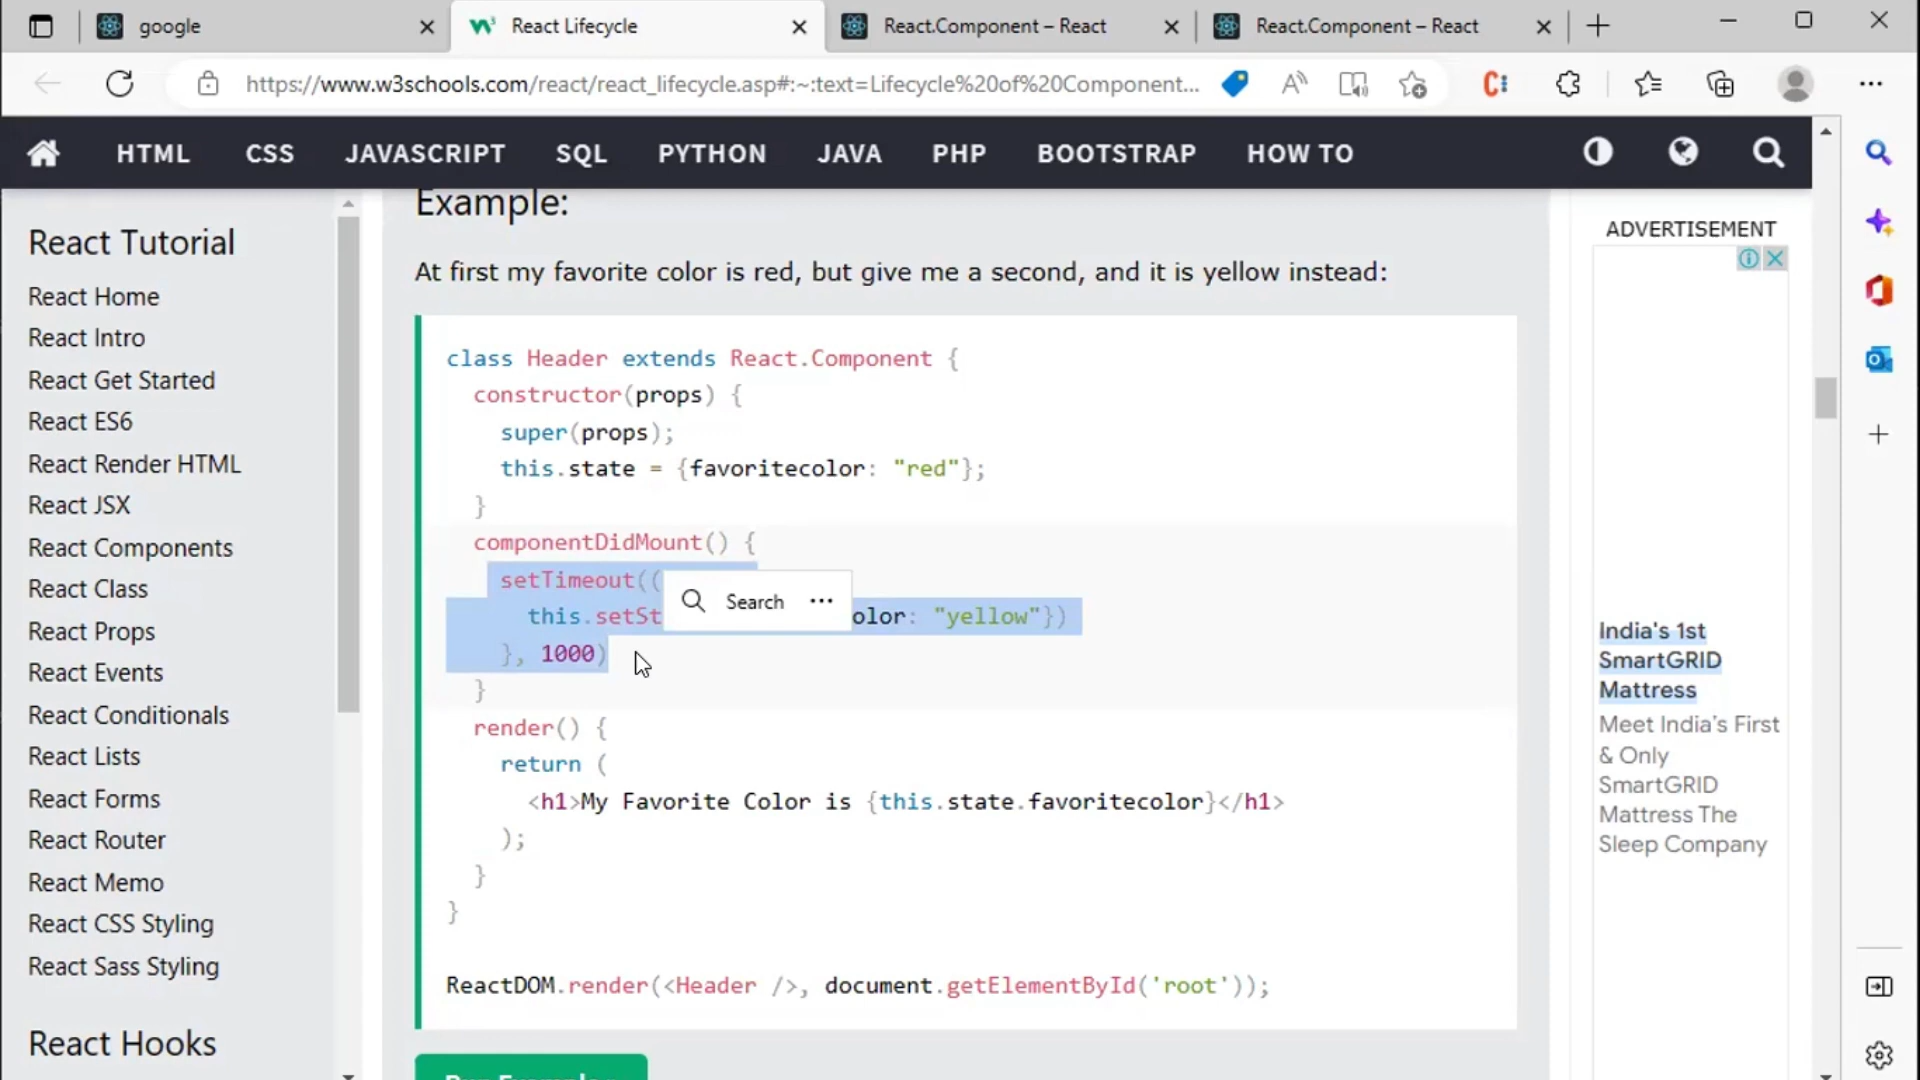 google
React Lifecycle
React.Component – React
React.Component – React
https://www.w3schools.com/react/react_lifecycle.asp#:~:text=Lifecycle%20of%20Component...
HTML
CSS
JAVASCRIPT
SQL
PYTHON
JAVA
PHP
BOOTSTRAP
HOW TO
React Tutorial
React Home
React Intro
React Get Started
React ES6
React Render HTML
React JSX
React Components
React Class
React Props
React Events
React Conditionals
React Lists
React Forms
React Router
React Memo
React CSS Styling
React Sass Styling
React Hooks
Example:
At first my favorite color is red, but give me a second, and it is yellow instead:
class Header extends React.Component {
constructor(props) {
super(props);
this.state = {favoritecolor: "red"};
}
componentDidMount() {
setTimeout((
this.setSt olor: "yellow"})
}, 1000)
}
render() {
return (
<h1>My Favorite Color is {this.state.favoritecolor}</h1>
);
}
}
ReactDOM.render(<Header />, document.getElementById('root'));
Search
ADVERTISEMENT
India's 1st
SmartGRID
Mattress
Meet India's First
& Only
SmartGRID
Mattress The
Sleep Company